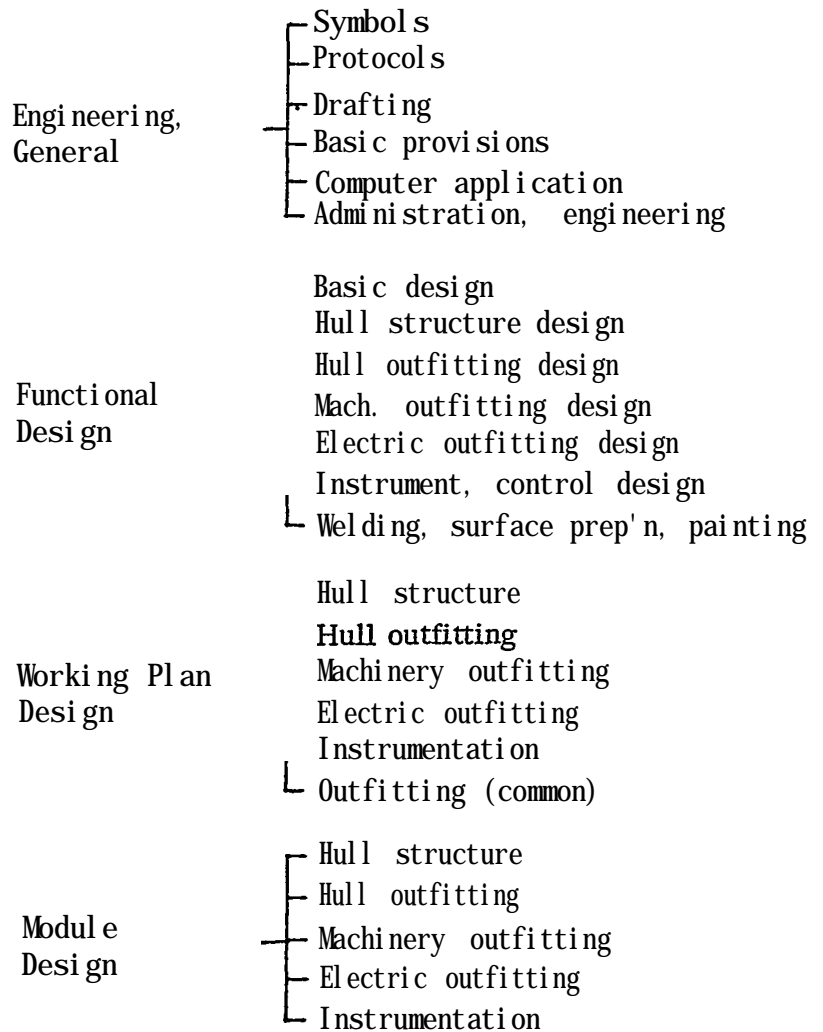 Symbols
Protocols
Engineering,
General
Drafting
Basic provisions
Computer application
Administration, engineering
Functional
Design
Basic design
Hull structure design
Hull outfitting design
Mach. outfitting design
Electric outfitting design
Instrument, control design
Welding, surface prep'n, painting
Working Plan
Design
Hull structure
Hull outfitting
Machinery outfitting
Electric outfitting
Instrumentation
Outfitting (common)
Module
Design
Hull structure
Hull outfitting
Machinery outfitting
Electric outfitting
Instrumentation